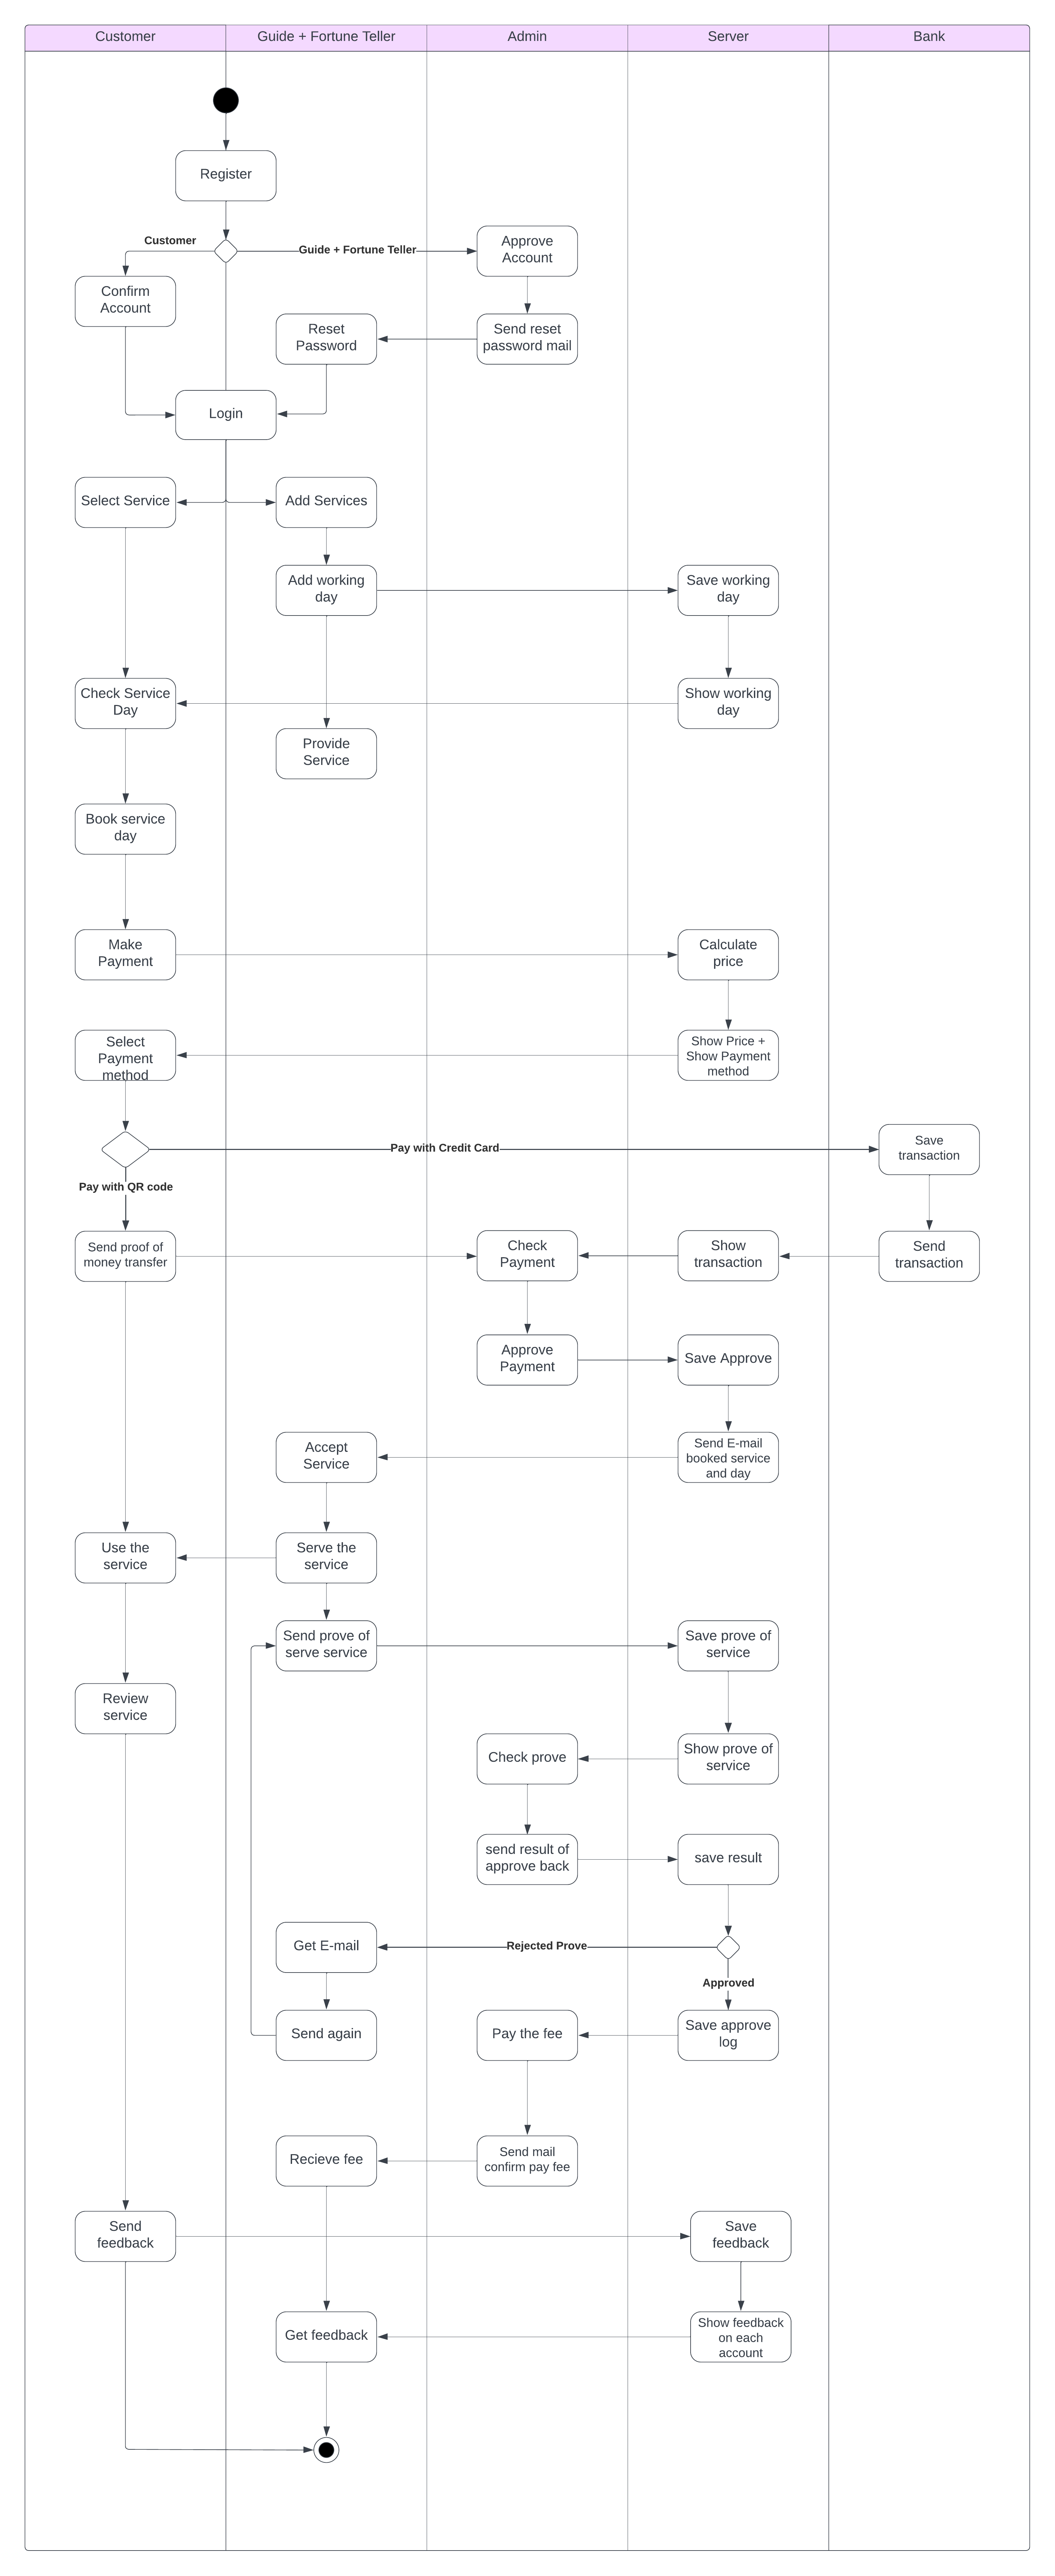 Customer
Guide + Fortune Teller
Admin
Server
Bank
Register
Customer
Guide + Fortune Teller
Approve
Account
Confirm
Account
Reset
Password
Send reset
password mail
Login
Select Service
Add Services
Add working
day
Save working
day
Check Service
Day
Show working
day
Provide
Service
Book service
day
Make
Payment
Calculate
price
Select
Payment
method
Show Price +
Show Payment
method
Pay with Credit Card
Save
transaction
Pay with QR code
Send proof of
money transfer
Check
Payment
Show
transaction
Send
transaction
Approve
Payment
Save Approve
Accept
Service
Send E-mail
booked service
and day
Use the
service
Serve the
service
Send prove of
serve service
Save prove of
service
Review
service
Check prove
Show prove of
service
send result of
approve back
save result
Get E-mail
Rejected Prove
Approved
Send again
Pay the fee
Save approve
log
Recieve fee
Send mail
confirm pay fee
Send
feedback
Save
feedback
Get feedback
Show feedback
on each
account